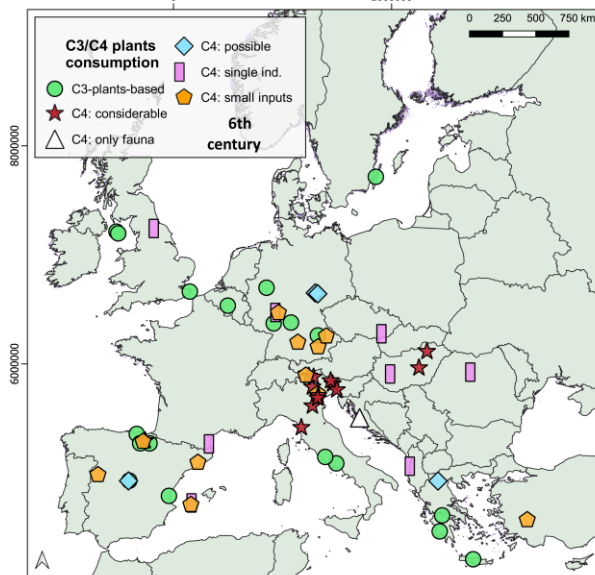 0 250 500 750 km
C3/C4 plants
consumption
C3-plants-based
C4: considerable
C4: only fauna
C4: possible
C4: single ind.
C4: small inputs
6th
century
8000000
6000000